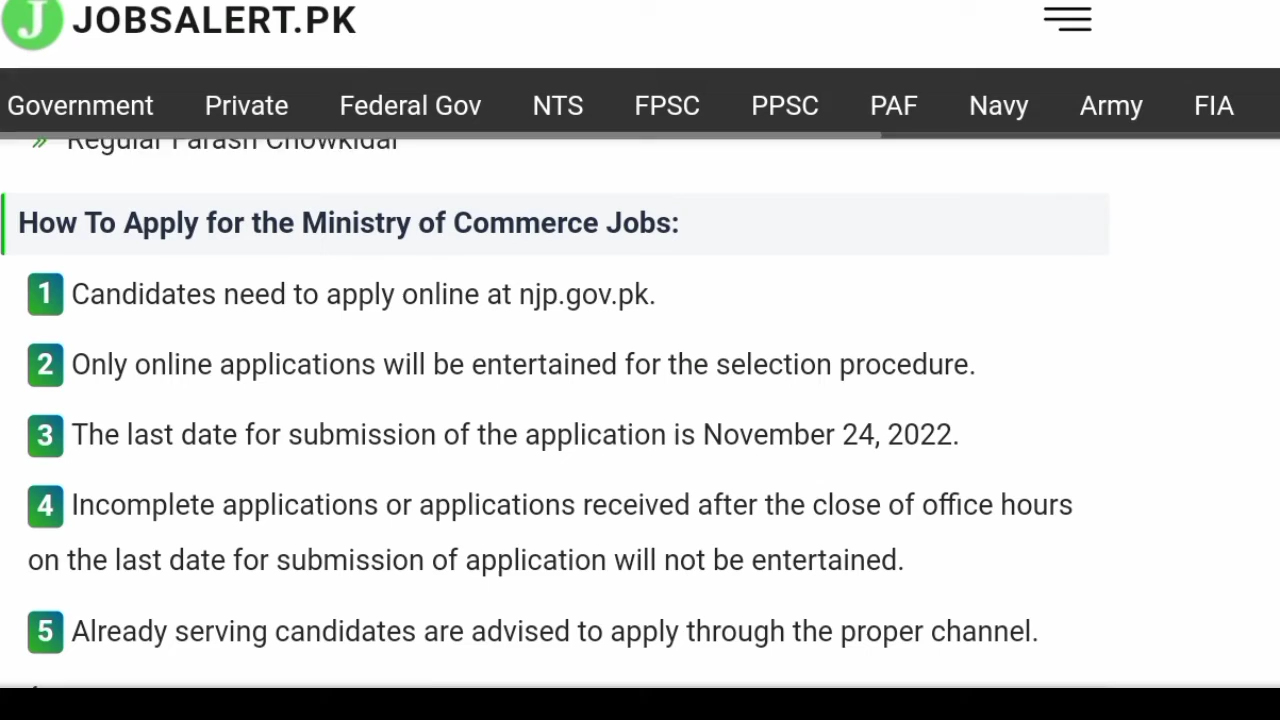 J JOBSALERT.PK
Government Private Federal Gov NTS FPSC PPSC PAF Navy Army FIA
» Regular Farash Chowkidar
How To Apply for the Ministry of Commerce Jobs:
1 Candidates need to apply online at njp.gov.pk.
2 Only online applications will be entertained for the selection procedure.
3 The last date for submission of the application is November 24, 2022.
4 Incomplete applications or applications received after the close of office hours
on the last date for submission of application will not be entertained.
5 Already serving candidates are advised to apply through the proper channel.